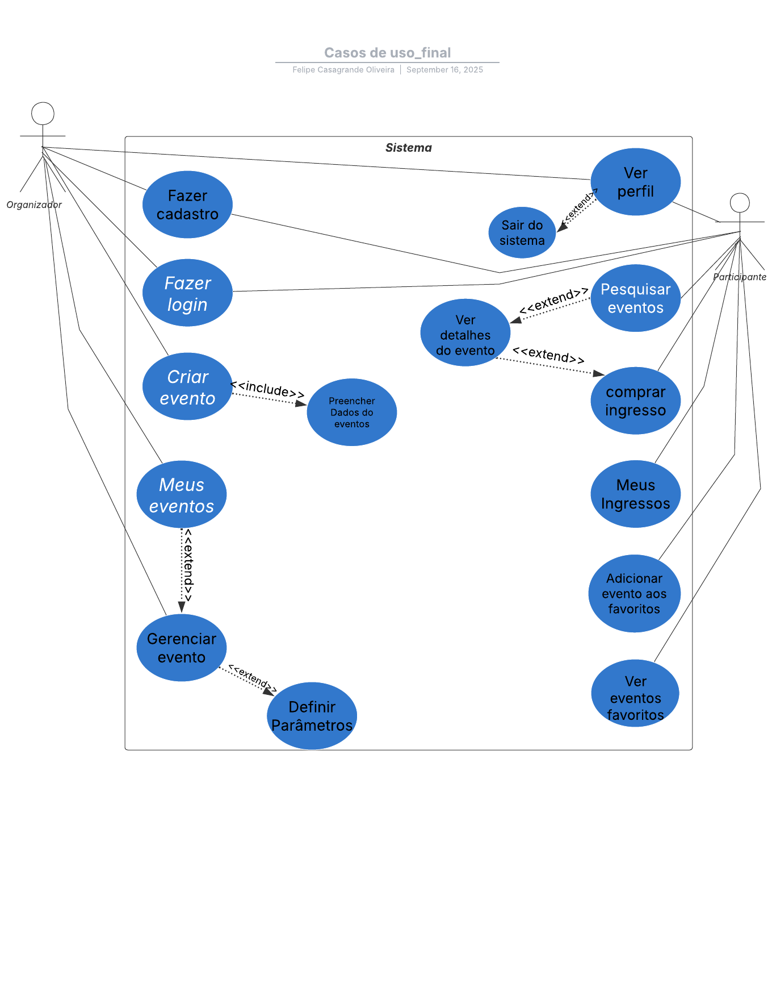 Casos de uso_final
Felipe Casagrande Oliveira | September 16, 2025
Organizador
Sistema
Fazer
cadastro
Ver
perfil
<<extend>>
Sair do
sistema
Participante
Fazer
login
Pesquisar
eventos
<<extend>>
Ver
detalhes
do evento
<<extend>>
Criar
evento
<<include>>
Preencher
Dados do
eventos
comprar
ingresso
Meus
eventos
<<extend>>
Meus
Ingressos
Adicionar
evento aos
favoritos
Gerenciar
evento
<<extend>>
Definir
Parâmetros
Ver
eventos
favoritos